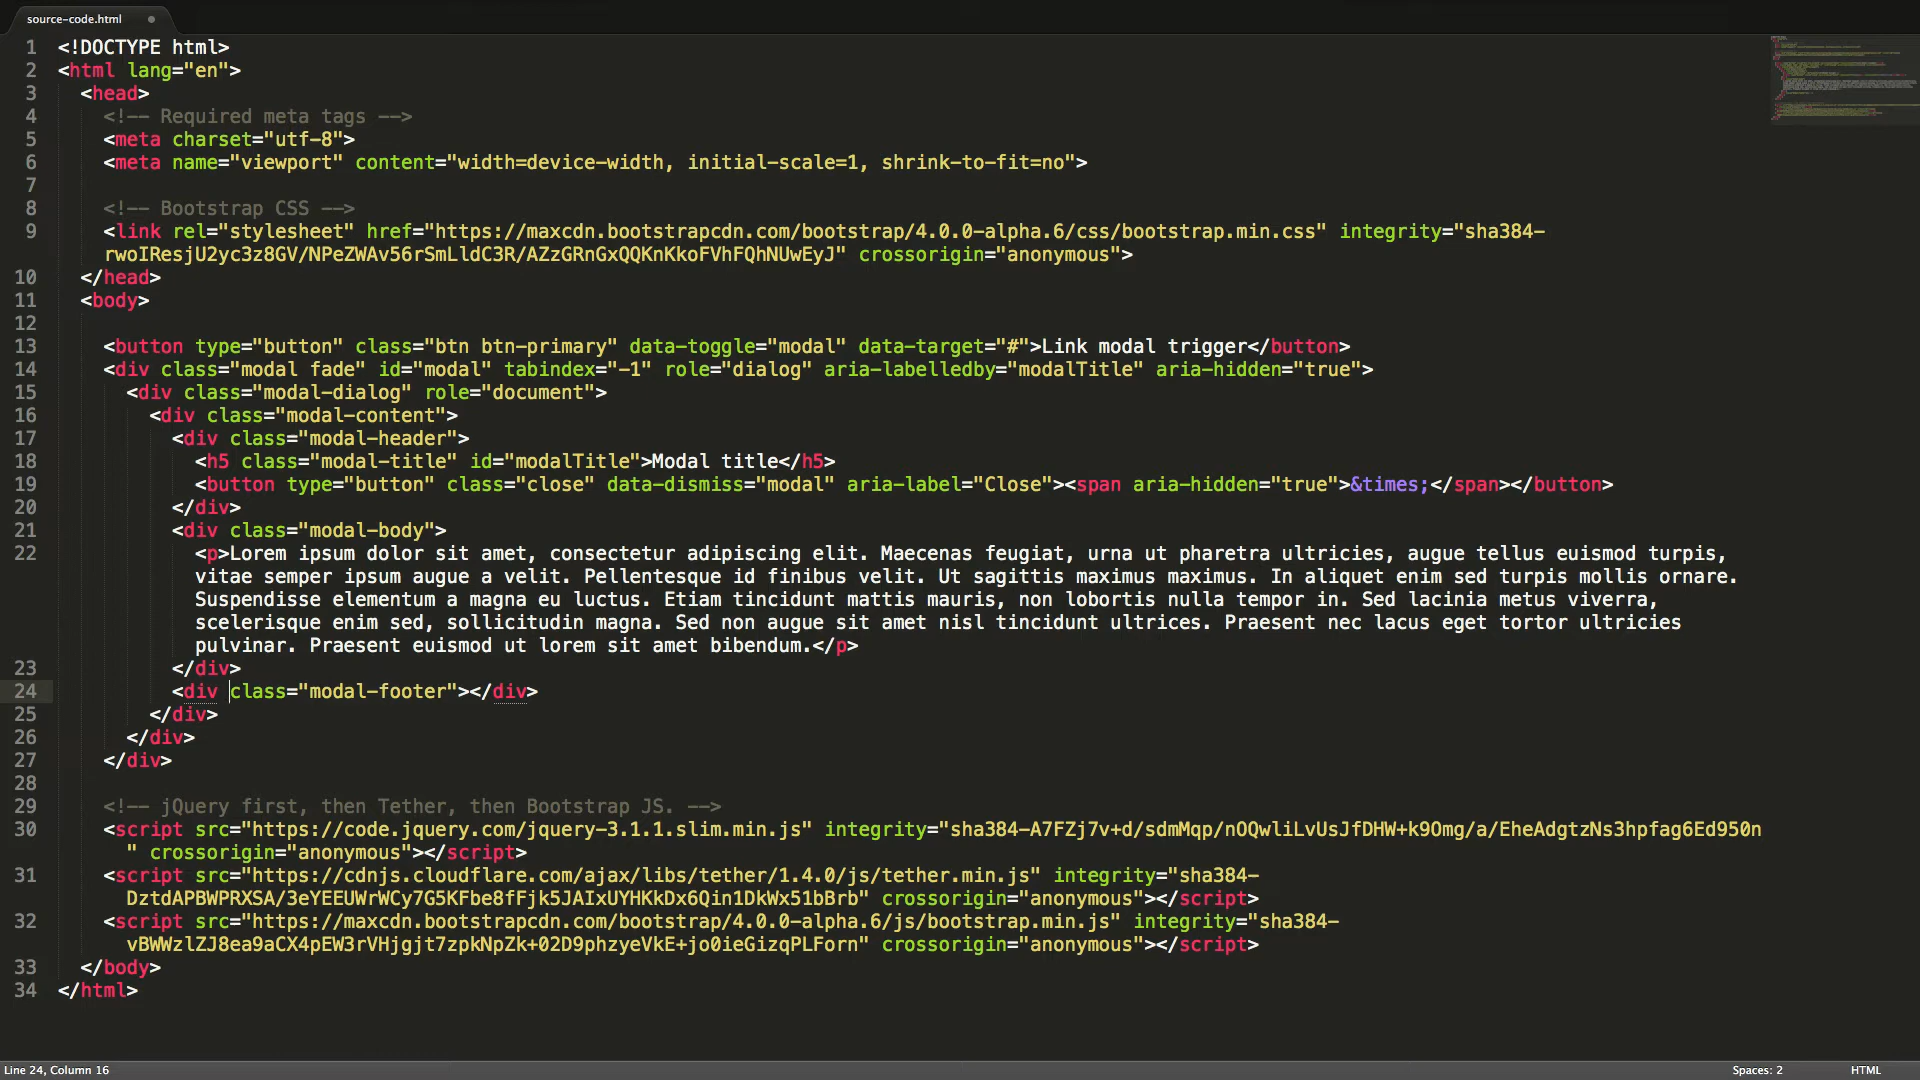 source-code.html
1 <!DOCTYPE html>
2 <html lang="en">
3 <head>
4 <!-- Required meta tags -->
5 <meta charset="utf-8">
6 <meta name="viewport" content="width=device-width, initial-scale=1, shrink-to-fit=no">
7
8 <!-- Bootstrap CSS -->
9 <link rel="stylesheet" href="https://maxcdn.bootstrapcdn.com/bootstrap/4.0.0-alpha.6/css/bootstrap.min.css" integrity="sha384-
rwoIResjU2yc3z8GV/NPeZWAv56rSmLldC3R/AZzGRnGxQQKnKkoFVhFQhNUwEyJ" crossorigin="anonymous">
10 </head>
11 <body>
12
13 <button type="button" class="btn btn-primary" data-toggle="modal" data-target="#">Link modal trigger</button>
14 <div class="modal fade" id="modal" tabindex="-1" role="dialog" aria-labelledby="modalTitle" aria-hidden="true">
15 <div class="modal-dialog" role="document">
16 <div class="modal-content">
17 <div class="modal-header">
18 <h5 class="modal-title" id="modalTitle">Modal title</h5>
19 <button type="button" class="close" data-dismiss="modal" aria-label="Close"><span aria-hidden="true">&times;</span></button>
20 </div>
21 <div class="modal-body">
22 <p>Lorem ipsum dolor sit amet, consectetur adipiscing elit. Maecenas feugiat, urna ut pharetra ultricies, augue tellus euismod turpis,
vitae semper ipsum augue a velit. Pellentesque id finibus velit. Ut sagittis maximus maximus. In aliquet enim sed turpis mollis ornare.
Suspendisse elementum a magna eu luctus. Etiam tincidunt mattis mauris, non lobortis nulla tempor in. Sed lacinia metus viverra,
scelerisque enim sed, sollicitudin magna. Sed non augue sit amet nisl tincidunt ultrices. Praesent nec lacus eget tortor ultricies
pulvinar. Praesent euismod ut lorem sit amet bibendum.</p>
23 </div>
24 <div class="modal-footer"></div>
25 </div>
26 </div>
27 </div>
28
29 <!-- jQuery first, then Tether, then Bootstrap JS. -->
30 <script src="https://code.jquery.com/jquery-3.1.1.slim.min.js" integrity="sha384-A7FZj7v+d/sdmMqp/nOQwliLvUsJfDHW+k9Omg/a/EheAdgtzNs3hpfag6Ed950n
" crossorigin="anonymous"></script>
31 <script src="https://cdnjs.cloudflare.com/ajax/libs/tether/1.4.0/js/tether.min.js" integrity="sha384-
DztdAPBWPRXSA/3eYEEUWrWCy7G5KFbe8fFjk5JAIxUYHKkDx6Qin1DkWx51bBrb" crossorigin="anonymous"></script>
32 <script src="https://maxcdn.bootstrapcdn.com/bootstrap/4.0.0-alpha.6/js/bootstrap.min.js" integrity="sha384-
vBWWzlZJ8ea9aCX4pEW3rVHjgjt7zpkNpZk+02D9phzyeVkE+jo0ieGizqPLForn" crossorigin="anonymous"></script>
33 </body>
34 </html>
Line 24, Column 16
Spaces: 2
HTML